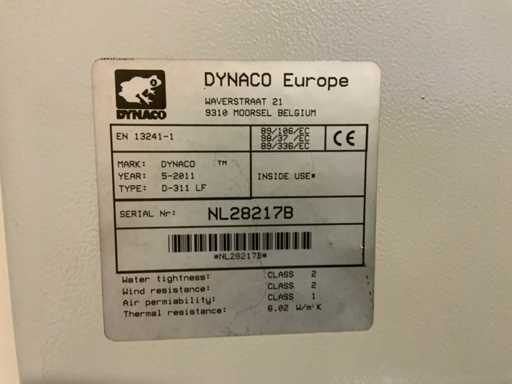 DYNACO
DYNACO Europe
WAVERSTRAAT 21
9310 MOORSEL BELGIUM
EN 13241-1
89/106/EC
98/37 /EC
89/336/EC
CE
MARK: DYNACO ™
YEAR: 5-2011
TYPE: D-311 LF
INSIDE USE*
SERIAL Nr: NL28217B
*NL28217B*
Water tightness: CLASS 2
Wind resistance: CLASS 2
Air permeability: CLASS 1
Thermal resistance: 6.02 W/m²K